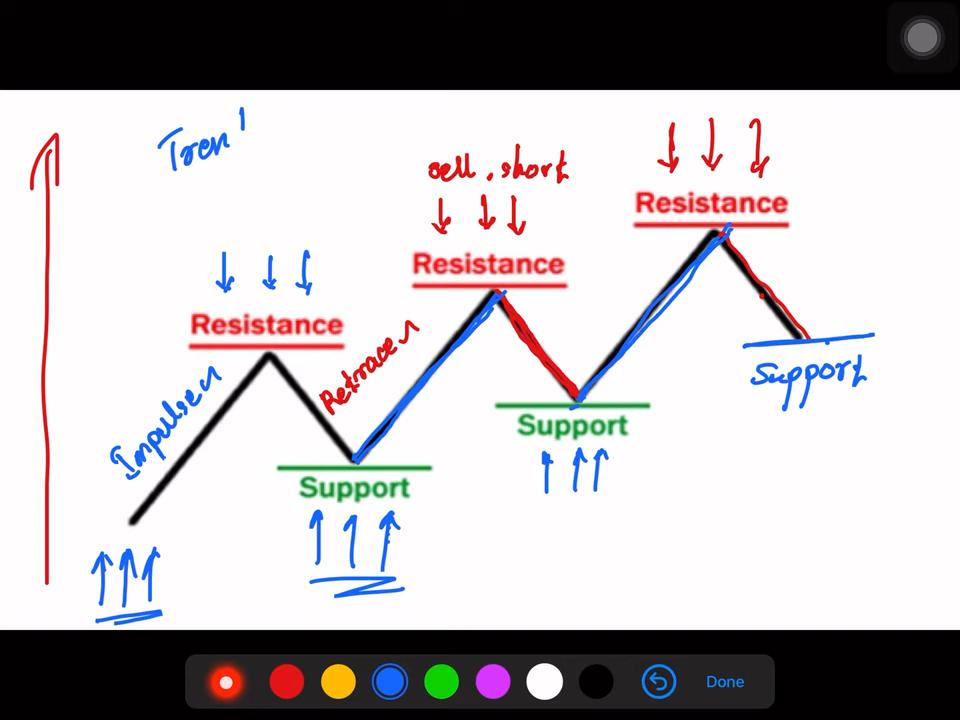 Tren
sell, short
Resistance
Resistance
Resistance
Impulse
Retrace
Support
Support
Support
Done